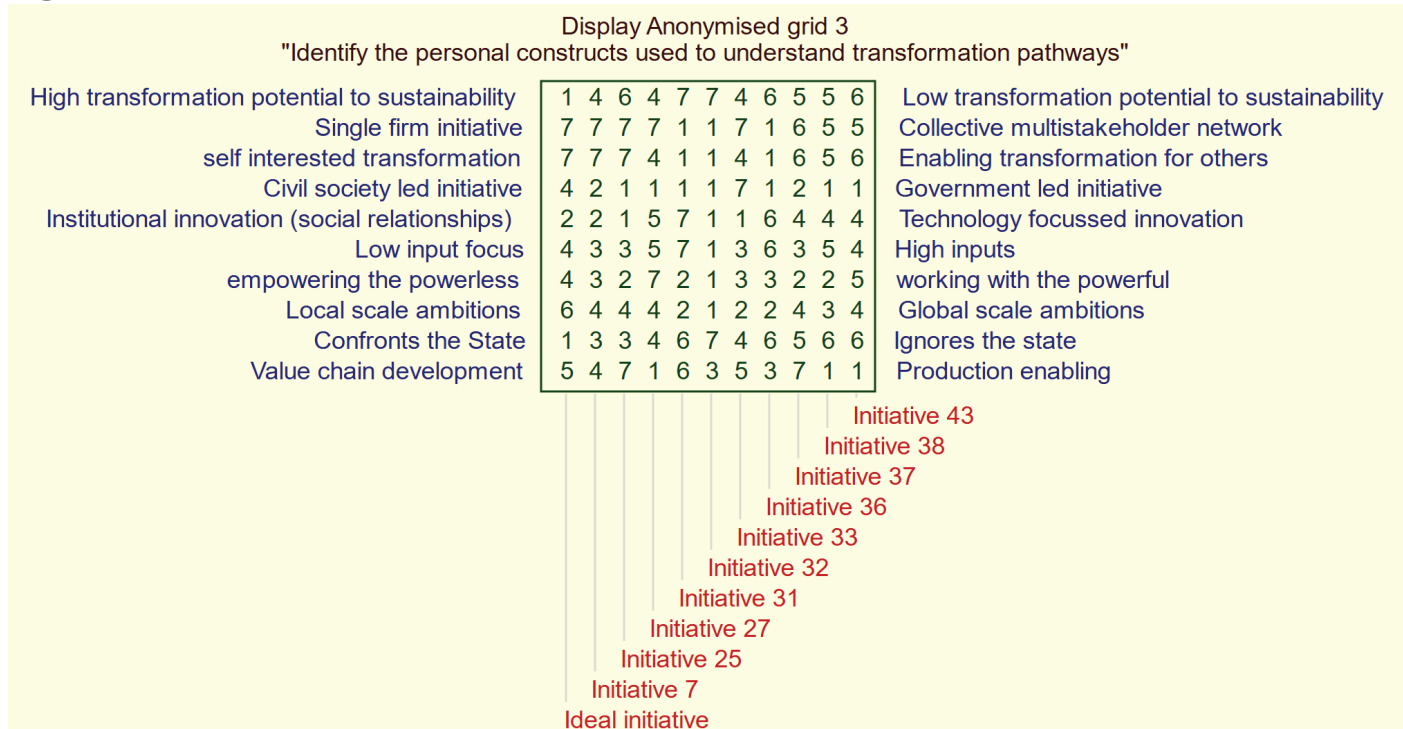 Display Anonymised grid 3
"Identify the personal constructs used to understand transformation pathways"
High transformation potential to sustainability 1 4 6 4 7 7 4 6 5 5 6 Low transformation potential to sustainability
Single firm initiative 7 7 7 7 1 1 7 1 6 5 5 Collective multistakeholder network
self interested transformation 7 7 7 4 1 1 4 1 6 5 6 Enabling transformation for others
Civil society led initiative 4 2 1 1 1 1 7 1 2 1 1 Government led initiative
Institutional innovation (social relationships) 2 2 1 5 7 1 1 6 4 4 4 Technology focussed innovation
Low input focus 4 3 3 5 7 1 3 6 3 5 4 High inputs
empowering the powerless 4 3 2 7 2 1 3 3 2 2 5 working with the powerful
Local scale ambitions 6 4 4 4 2 1 2 2 4 3 4 Global scale ambitions
Confronts the State 1 3 3 4 6 7 4 6 5 6 6 Ignores the state
Value chain development 5 4 7 1 6 3 5 3 7 1 1 Production enabling
Initiative 43
Initiative 38
Initiative 37
Initiative 36
Initiative 33
Initiative 32
Initiative 31
Initiative 27
Initiative 25
Initiative 7
Ideal initiative